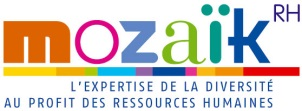 mozaïk RH
L'EXPERTISE DE LA DIVERSITÉ
AU PROFIT DES RESSOURCES HUMAINES